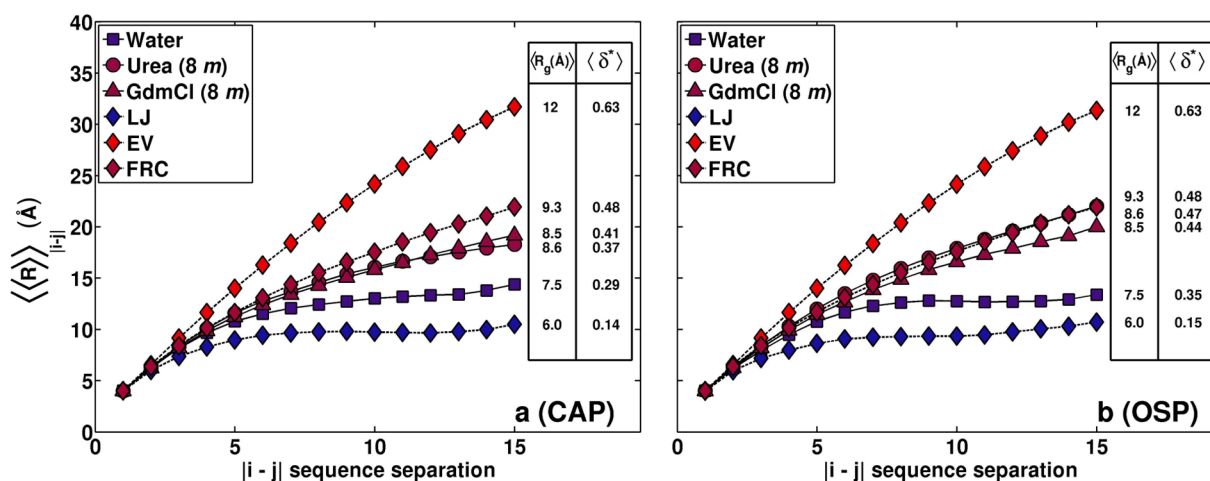 ⟨⟨R⟩⟩|i-j| (Å)
40
35
30
25
20
15
10
5
0
0
5
10
15
|i - j| sequence separation
Water
Urea (8 m)
GdmCl (8 m)
LJ
EV
FRC
⟨Rg(Å)⟩ ⟨δ*⟩
12 0.63
9.3 0.48
8.5 0.41
8.6 0.37
7.5 0.29
6.0 0.14
a (CAP)
0
5
10
15
|i - j| sequence separation
Water
Urea (8 m)
GdmCl (8 m)
LJ
EV
FRC
⟨Rg(Å)⟩ ⟨δ*⟩
12 0.63
9.3 0.48
8.6 0.47
8.5 0.44
7.5 0.35
6.0 0.15
b (OSP)